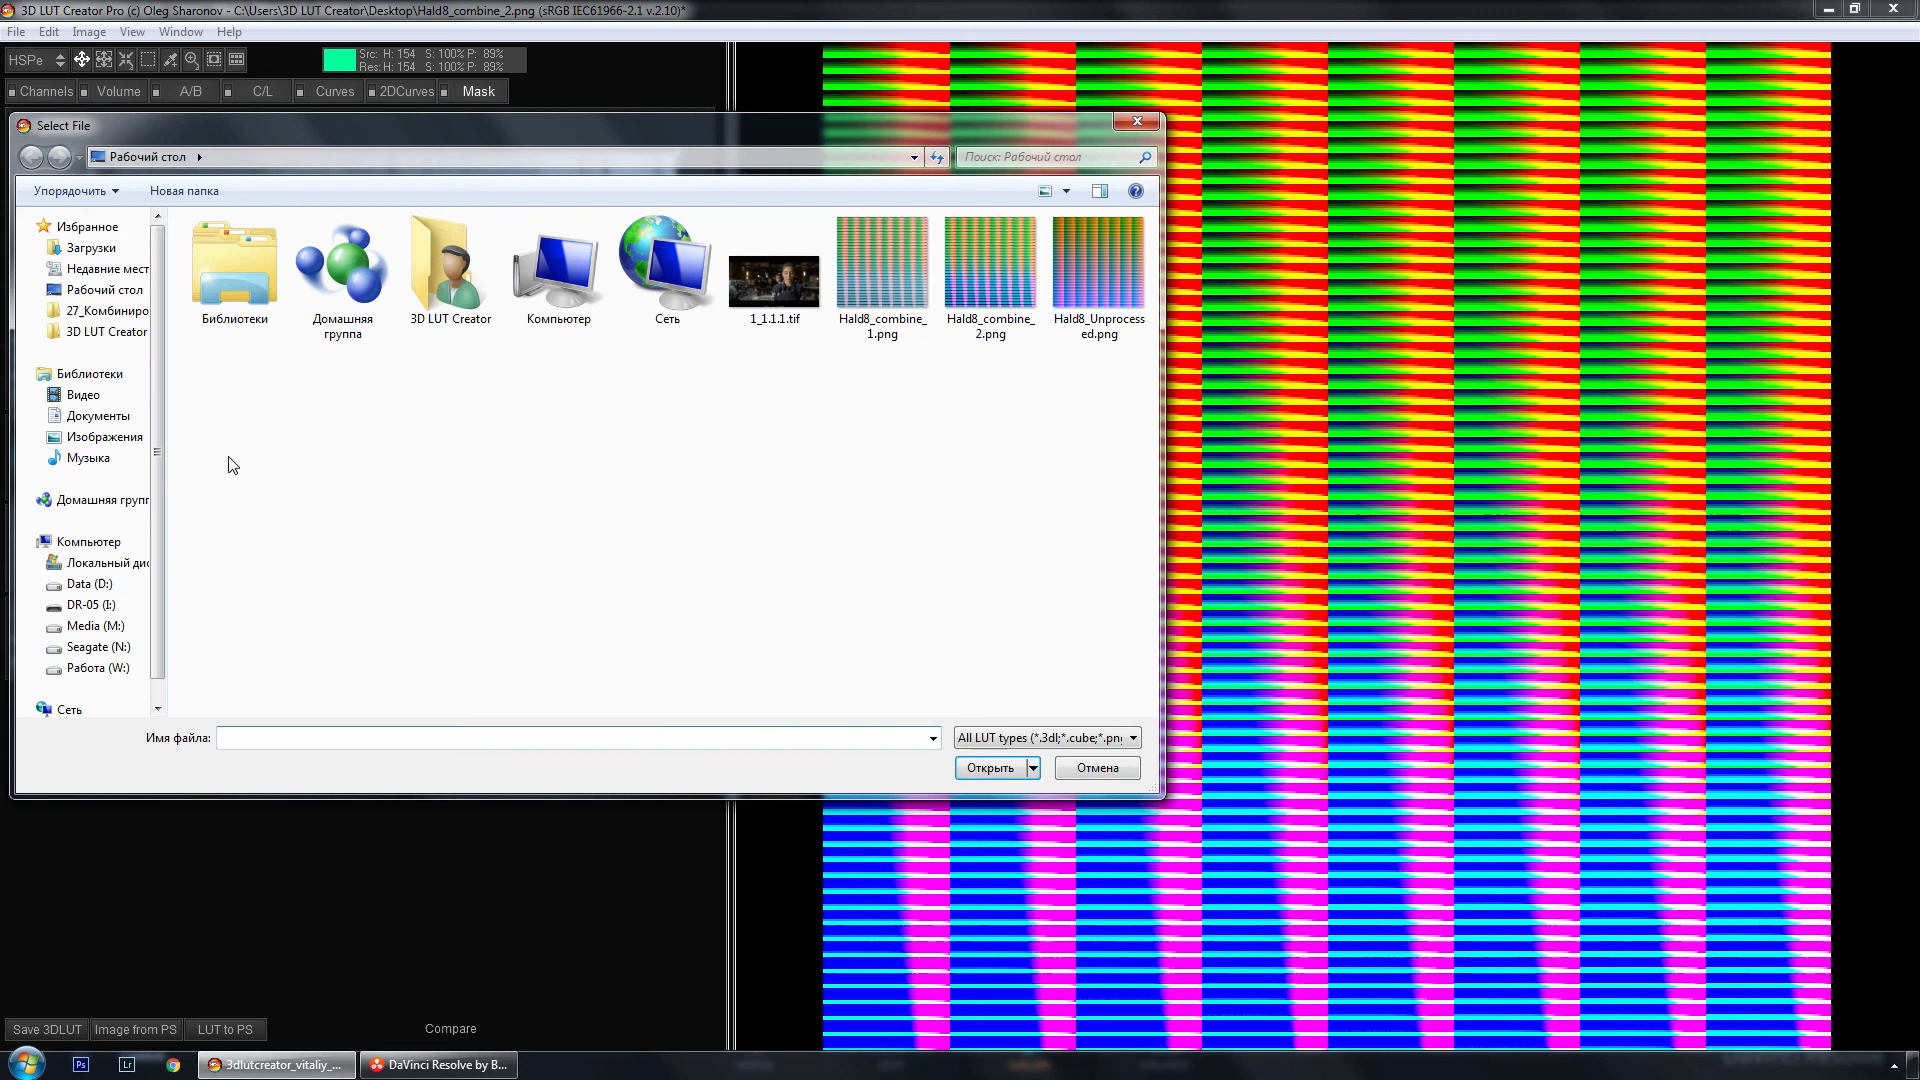 3D LUT Creator Pro (c) Oleg Sharonov - C:\Users\3D LUT Creator\Desktop\Hald8_combine_2.png (sRGB IEC61966-2.1 v.2.10)*
File Edit Image View Window Help
HSPe
Src: H: 154 S: 100% P: 89%
Res: H: 154 S: 100% P: 89%
Channels Volume A/B C/L Curves 2DCurves Mask
Select File
Рабочий стол
Поиск: Рабочий стол
Упорядочить Новая папка
Избранное
Загрузки
Недавние мест
Рабочий стол
27_Комбиниро
3D LUT Creator
Библиотеки
Видео
Документы
Изображения
Музыка
Домашняя групп
Компьютер
Локальный дис
Data (D:)
DR-05 (I:)
Media (M:)
Seagate (N:)
Работа (W:)
Сеть
Библиотеки
Домашняя
группа
3D LUT Creator
Компьютер
Сеть
1_1.1.1.tif
Hald8_combine_
1.png
Hald8_combine_
2.png
Hald8_Unprocess
ed.png
Имя файла:
All LUT types (*.3dl;*.cube;*.pn
Открыть Отмена
Save 3DLUT Image from PS LUT to PS Compare
Ps Lr 3dlutcreator_vitaliy_... DaVinci Resolve by B...